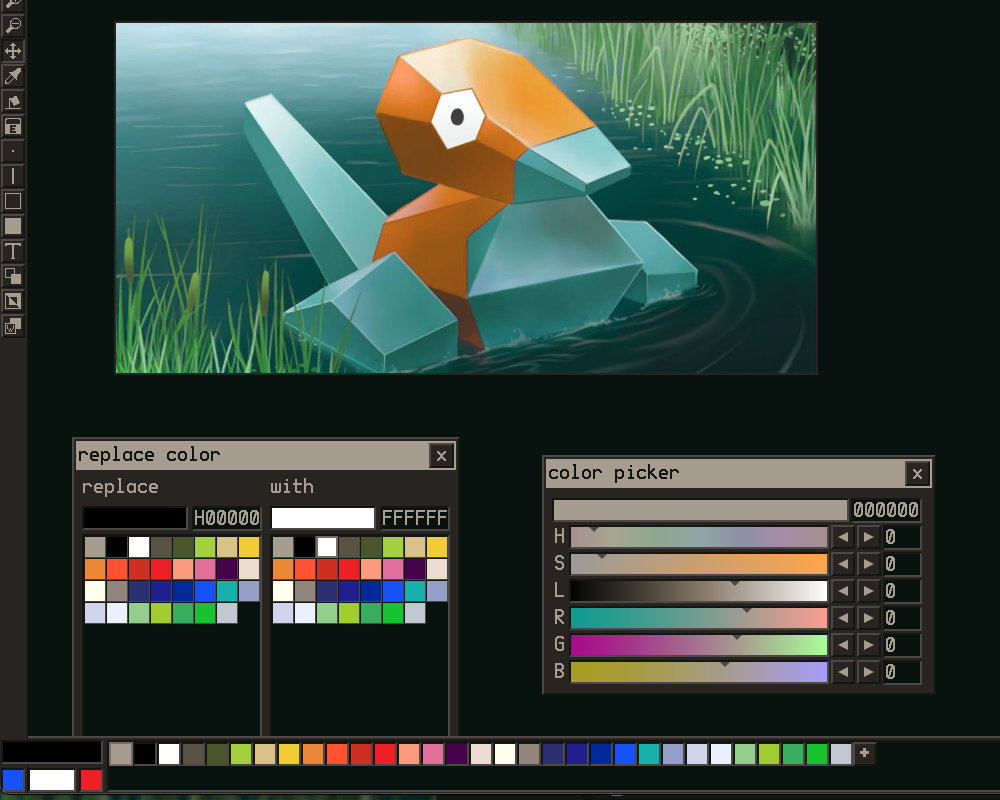 T
replace color x
replace with
H00000 FFFFFF
color picker x
000000
H 0
S 0
L 0
R 0
G 0
B 0
+